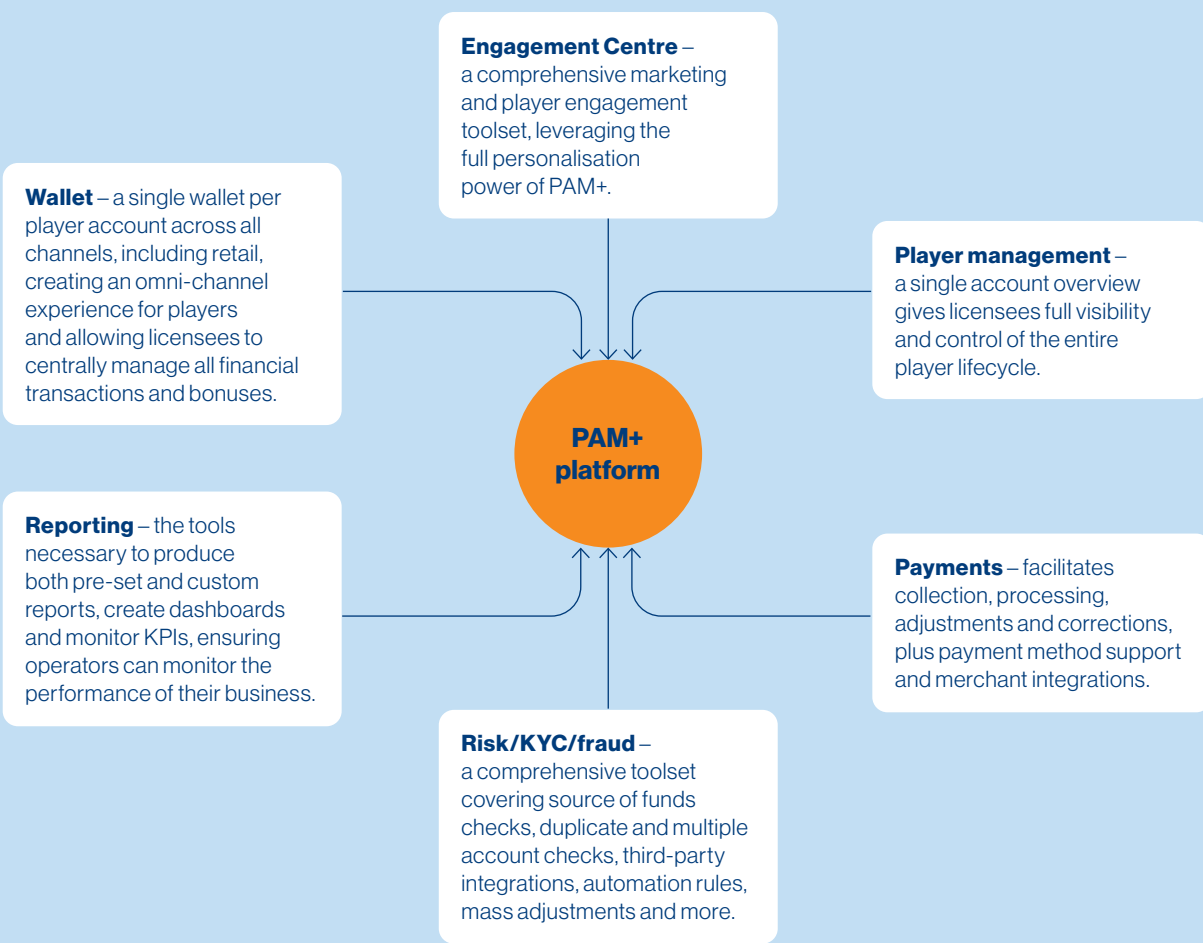 Engagement Centre –
a comprehensive marketing
and player engagement
toolset, leveraging the
full personalisation
power of PAM+.
Wallet – a single wallet per
player account across all
channels, including retail,
creating an omni-channel
experience for players
and allowing licensees to
centrally manage all financial
transactions and bonuses.
Player management –
a single account overview
gives licensees full visibility
and control of the entire
player lifecycle.
PAM+
platform
Reporting – the tools
necessary to produce
both pre-set and custom
reports, create dashboards
and monitor KPIs, ensuring
operators can monitor the
performance of their business.
Payments – facilitates
collection, processing,
adjustments and corrections,
plus payment method support
and merchant integrations.
Risk/KYC/fraud –
a comprehensive toolset
covering source of funds
checks, duplicate and multiple
account checks, third-party
integrations, automation rules,
mass adjustments and more.